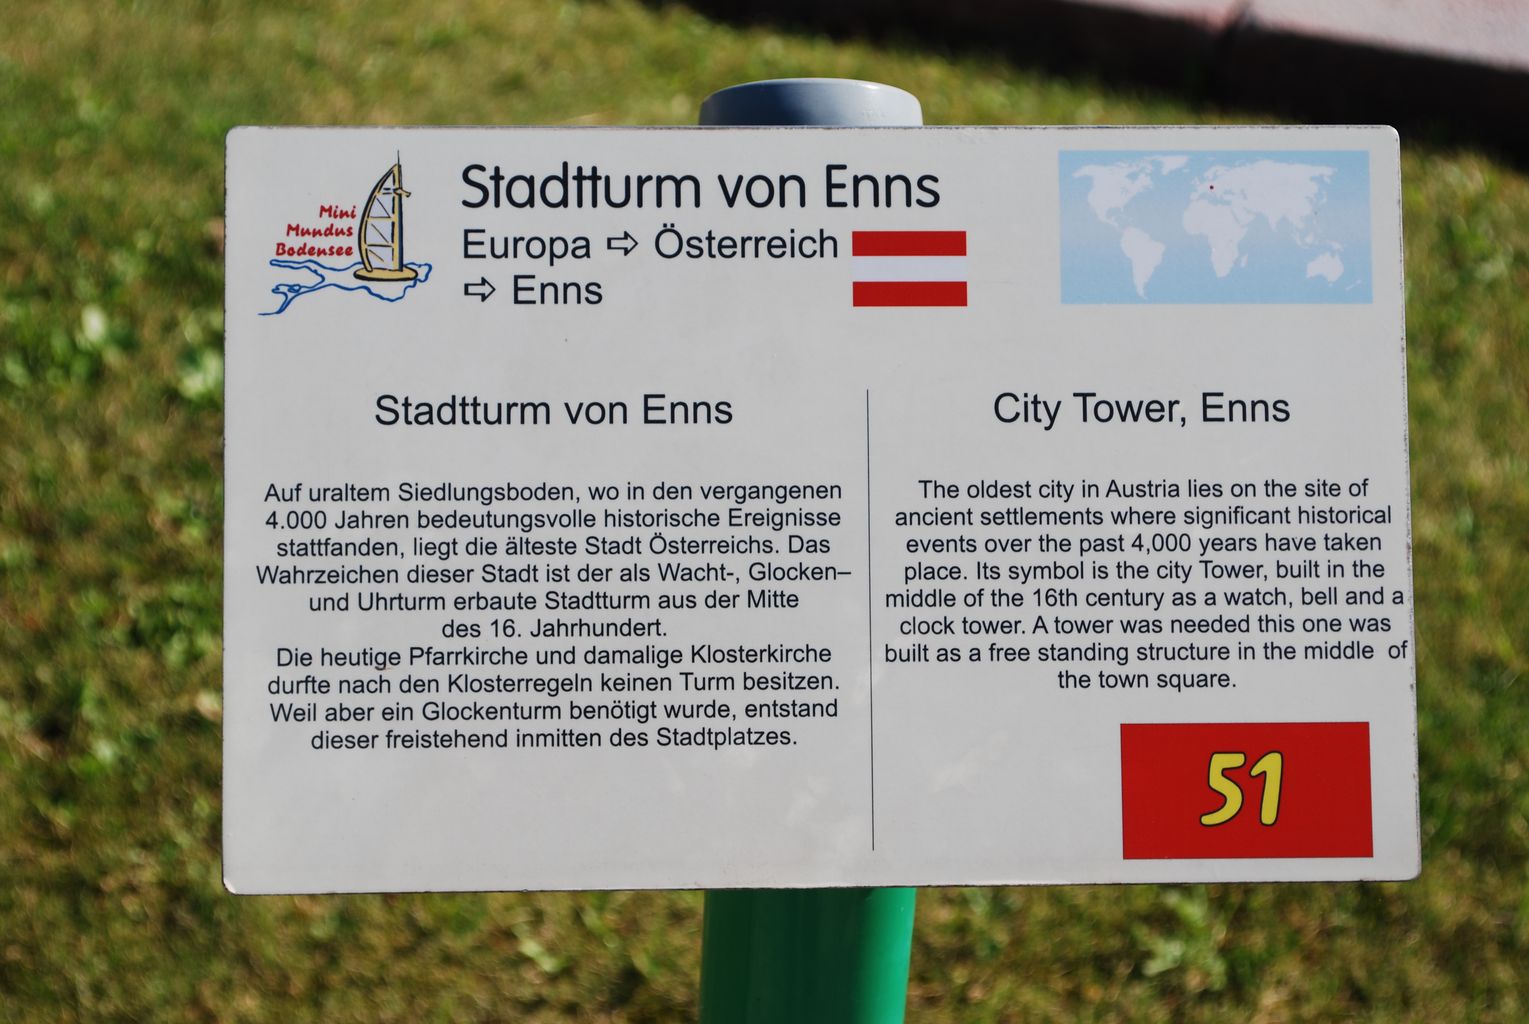 Mini
Mundus
Bodensee
Stadtturm von Enns
Europa ⇨ Österreich
⇨ Enns
Stadtturm von Enns
Auf uraltem Siedlungsboden, wo in den vergangenen
4.000 Jahren bedeutungsvolle historische Ereignisse
stattfanden, liegt die älteste Stadt Österreichs. Das
Wahrzeichen dieser Stadt ist der als Wacht-, Glocken–
und Uhrturm erbaute Stadtturm aus der Mitte
des 16. Jahrhundert.
Die heutige Pfarrkirche und damalige Klosterkirche
durfte nach den Klosterregeln keinen Turm besitzen.
Weil aber ein Glockenturm benötigt wurde, entstand
dieser freistehend inmitten des Stadtplatzes.
City Tower, Enns
The oldest city in Austria lies on the site of
ancient settlements where significant historical
events over the past 4,000 years have taken
place. Its symbol is the city Tower, built in the
middle of the 16th century as a watch, bell and a
clock tower. A tower was needed this one was
built as a free standing structure in the middle of
the town square.
51